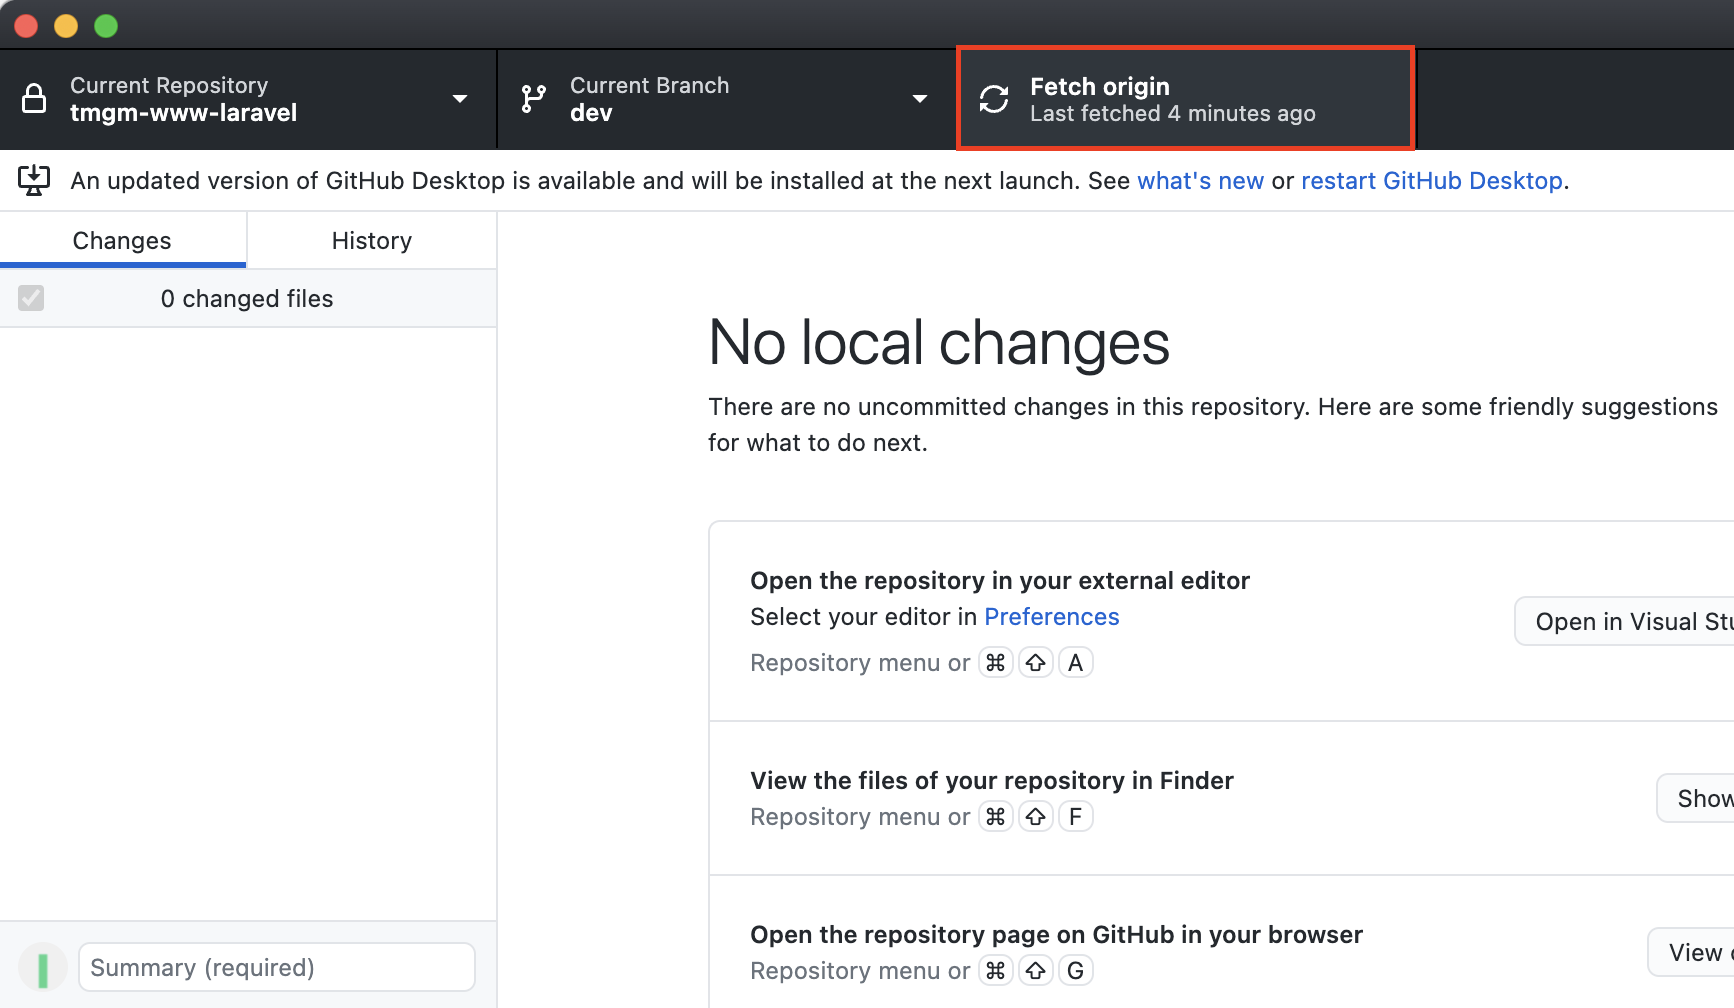 Current Repository
tmgm-www-laravel
Current Branch
dev
Fetch origin
Last fetched 4 minutes ago
An updated version of GitHub Desktop is available and will be installed at the next launch. See what's new or restart GitHub Desktop.
Changes
History
0 changed files
No local changes
There are no uncommitted changes in this repository. Here are some friendly suggestions
for what to do next.
Open the repository in your external editor
Select your editor in Preferences
Repository menu or ⌘ ⇧ A
Open in Visual Stu
View the files of your repository in Finder
Repository menu or ⌘ ⇧ F
Show
Open the repository page on GitHub in your browser
Repository menu or ⌘ ⇧ G
View
Summary (required)